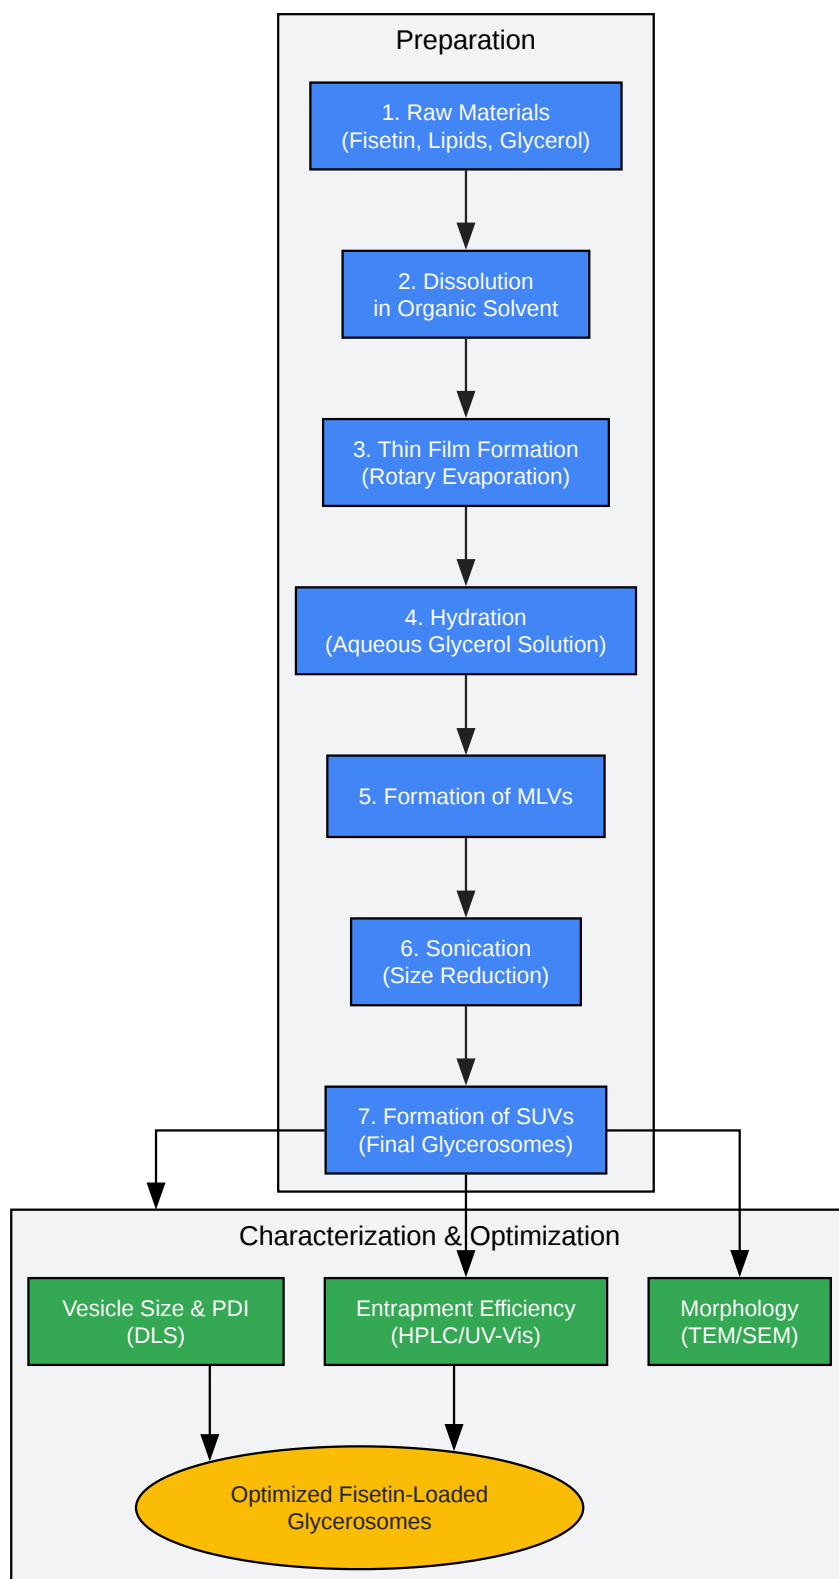 Preparation
1. Raw Materials
(Fisetin, Lipids, Glycerol)
2. Dissolution
in Organic Solvent
3. Thin Film Formation
(Rotary Evaporation)
4. Hydration
(Aqueous Glycerol Solution)
5. Formation of MLVs
6. Sonication
(Size Reduction)
7. Formation of SUVs
(Final Glycerosomes)
Characterization & Optimization
Vesicle Size & PDI
(DLS)
Entrapment Efficiency
(HPLC/UV-Vis)
Morphology
(TEM/SEM)
Optimized Fisetin-Loaded
Glycerosomes